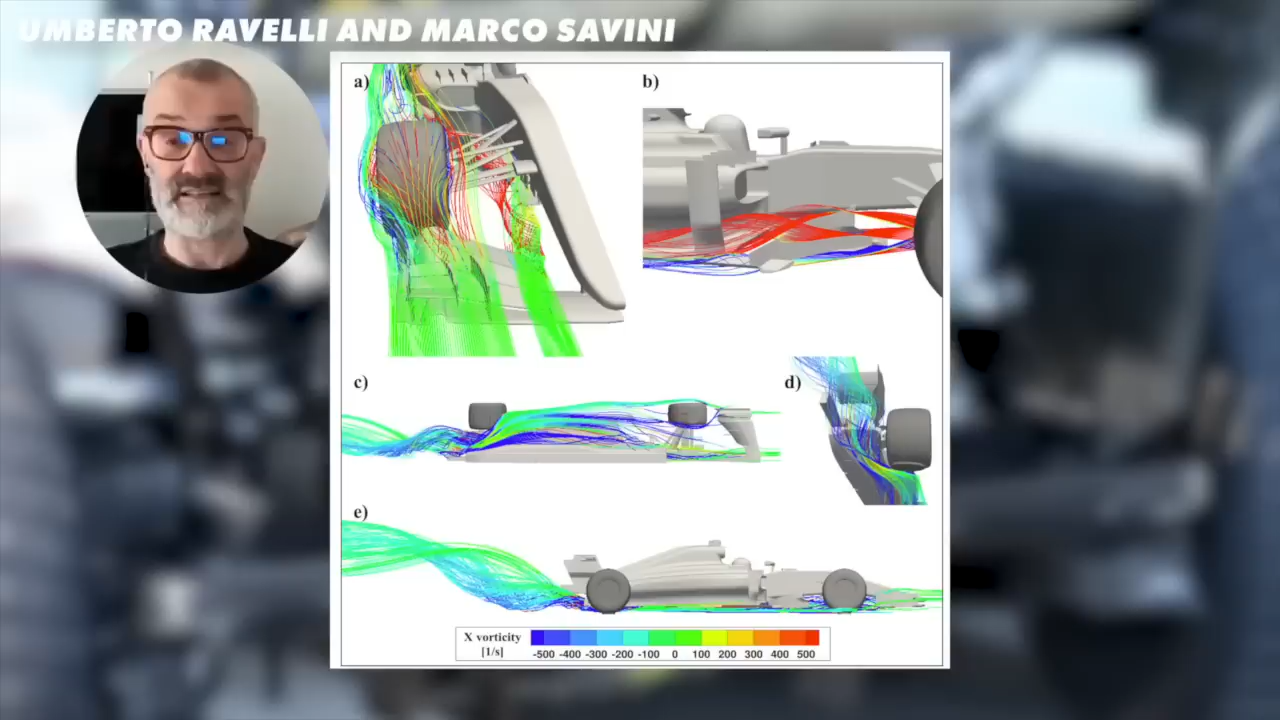 UMBERTO RAVELLI AND MARCO SAVINI
a)
b)
c)
d)
e)
X vorticity
[1/s]
-500 -400 -300 -200 -100 0 100 200 300 400 500